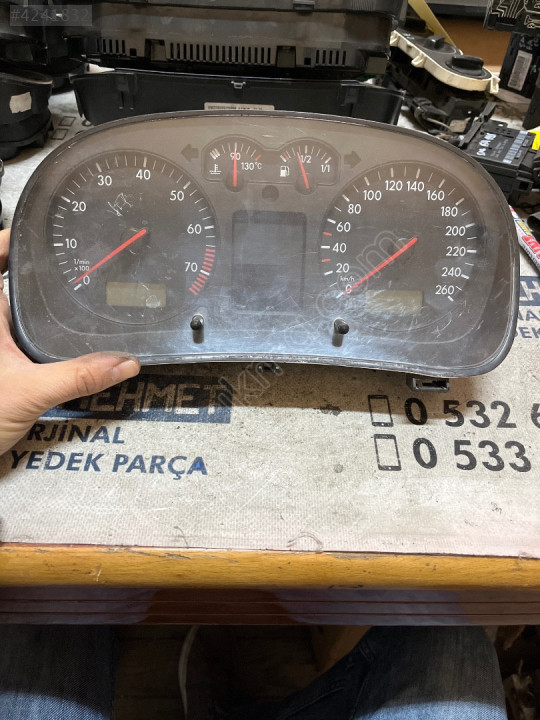 30 40
20 50
10 60
0 70
1/min
x100
90
130°C
1/2
1/1
100 120 140
80 160
60 180
40 200
20 220
0 240
260
km/h
EHMET
RJİNAL
YEDEK PARÇA
0 532 6
0 533